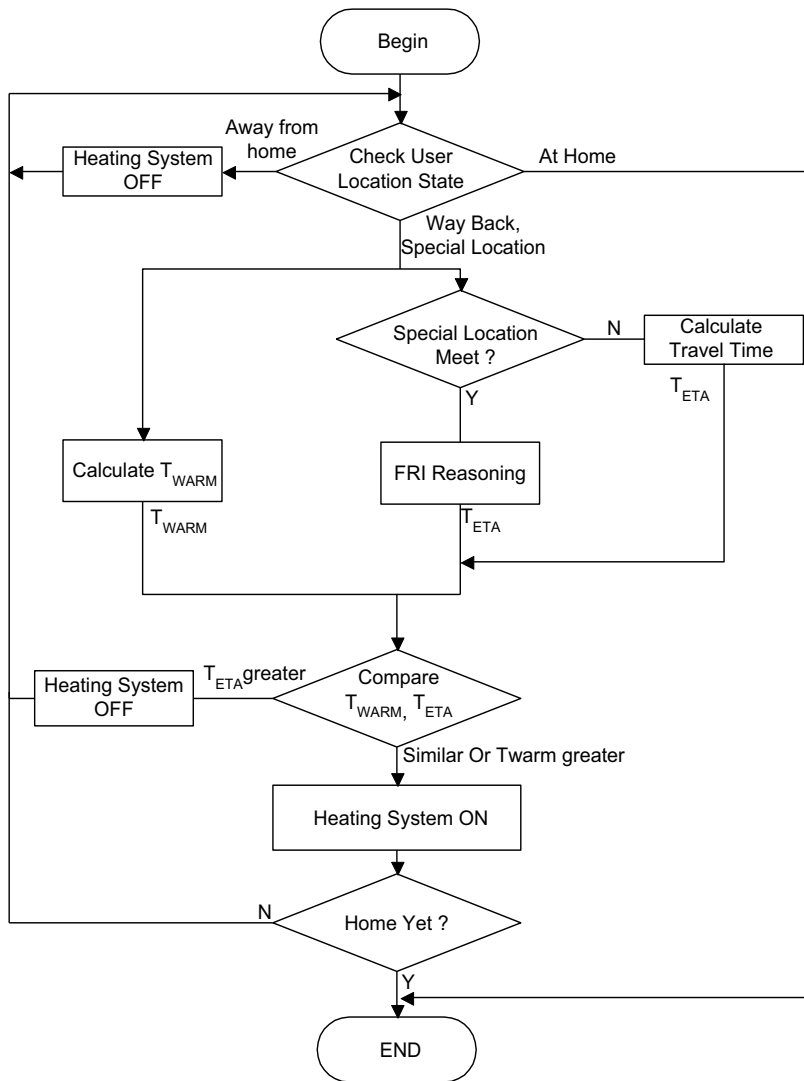 Begin
Away from
home
Heating System
OFF
Check User
Location State
At Home
Way Back,
Special Location
Special Location
Meet ?
N
Calculate
Travel Time
T_ETA
Y
Calculate T_WARM
T_WARM
FRI Reasoning
T_ETA
Heating System
OFF
T_ETA greater
Compare
T_WARM, T_ETA
Similar Or Twarm greater
Heating System ON
N
Home Yet ?
Y
END